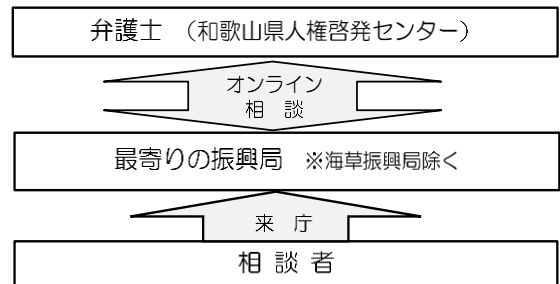 弁護士 (和歌山県人権啓発センター)
オンライン
相 談
最寄りの振興局 ※海草振興局除く
来 庁
相 談 者